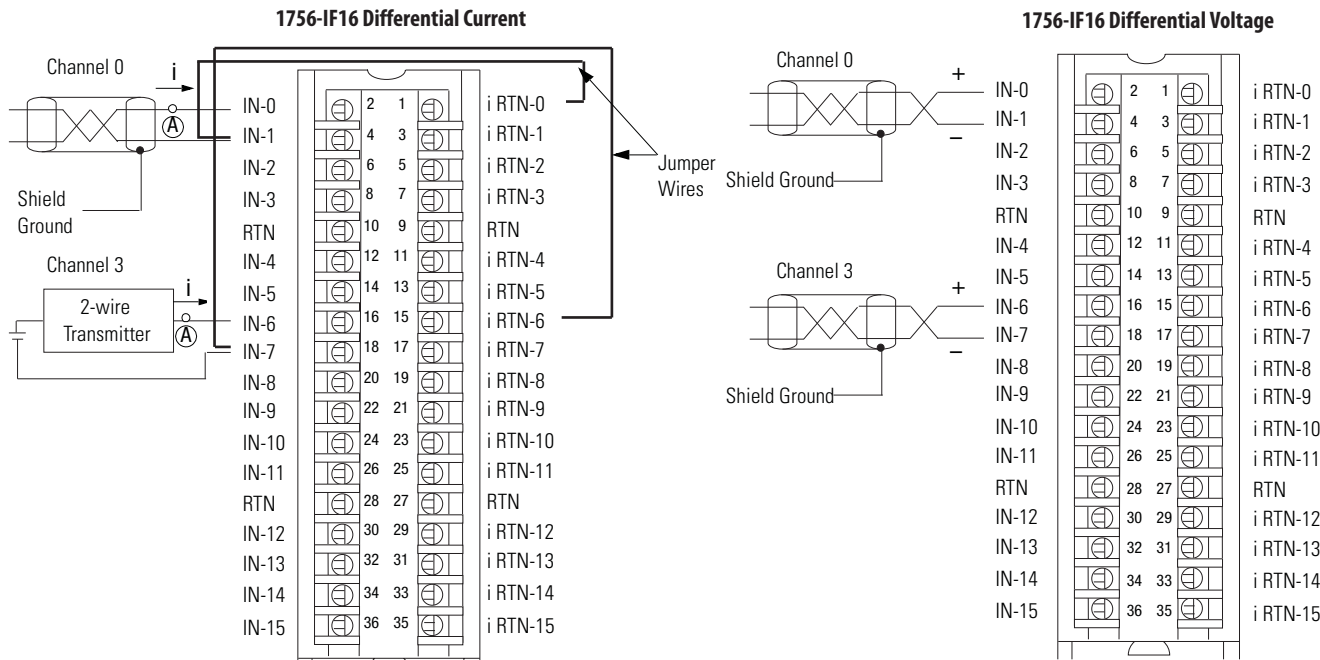 1756-IF16 Differential Current
Channel 0
i
A
Shield
Ground
Channel 3
i
2-wire
Transmitter
A
Jumper
Wires
IN-0 2 1 i RTN-0
IN-1 4 3 i RTN-1
IN-2 6 5 i RTN-2
IN-3 8 7 i RTN-3
RTN 10 9 RTN
IN-4 12 11 i RTN-4
IN-5 14 13 i RTN-5
IN-6 16 15 i RTN-6
IN-7 18 17 i RTN-7
IN-8 20 19 i RTN-8
IN-9 22 21 i RTN-9
IN-10 24 23 i RTN-10
IN-11 26 25 i RTN-11
RTN 28 27 RTN
IN-12 30 29 i RTN-12
IN-13 32 31 i RTN-13
IN-14 34 33 i RTN-14
IN-15 36 35 i RTN-15
1756-IF16 Differential Voltage
Channel 0
+
–
Shield Ground
Channel 3
+
–
Shield Ground
IN-0 2 1 i RTN-0
IN-1 4 3 i RTN-1
IN-2 6 5 i RTN-2
IN-3 8 7 i RTN-3
RTN 10 9 RTN
IN-4 12 11 i RTN-4
IN-5 14 13 i RTN-5
IN-6 16 15 i RTN-6
IN-7 18 17 i RTN-7
IN-8 20 19 i RTN-8
IN-9 22 21 i RTN-9
IN-10 24 23 i RTN-10
IN-11 26 25 i RTN-11
RTN 28 27 RTN
IN-12 30 29 i RTN-12
IN-13 32 31 i RTN-13
IN-14 34 33 i RTN-14
IN-15 36 35 i RTN-15